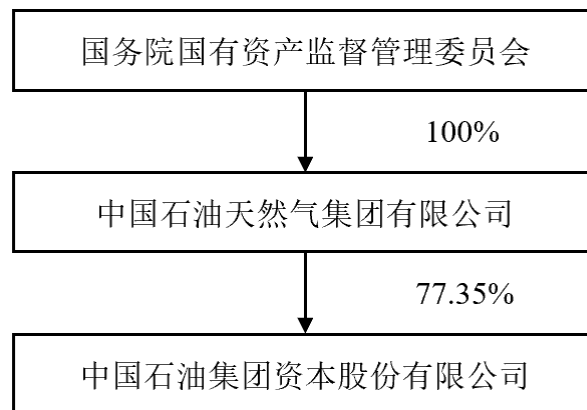 国务院国有资产监督管理委员会
100%
中国石油天然气集团有限公司
77.35%
中国石油集团资本股份有限公司